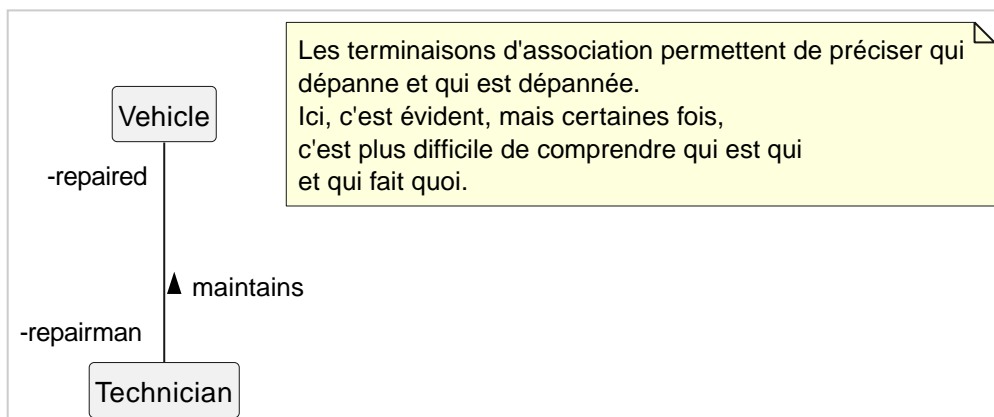 Les terminaisons d'association permettent de préciser qui
dépanne et qui est dépannée.
Ici, c'est évident, mais certaines fois,
c'est plus difficile de comprendre qui est qui
et qui fait quoi.
Vehicle
-repaired
maintains
-repairman
Technician